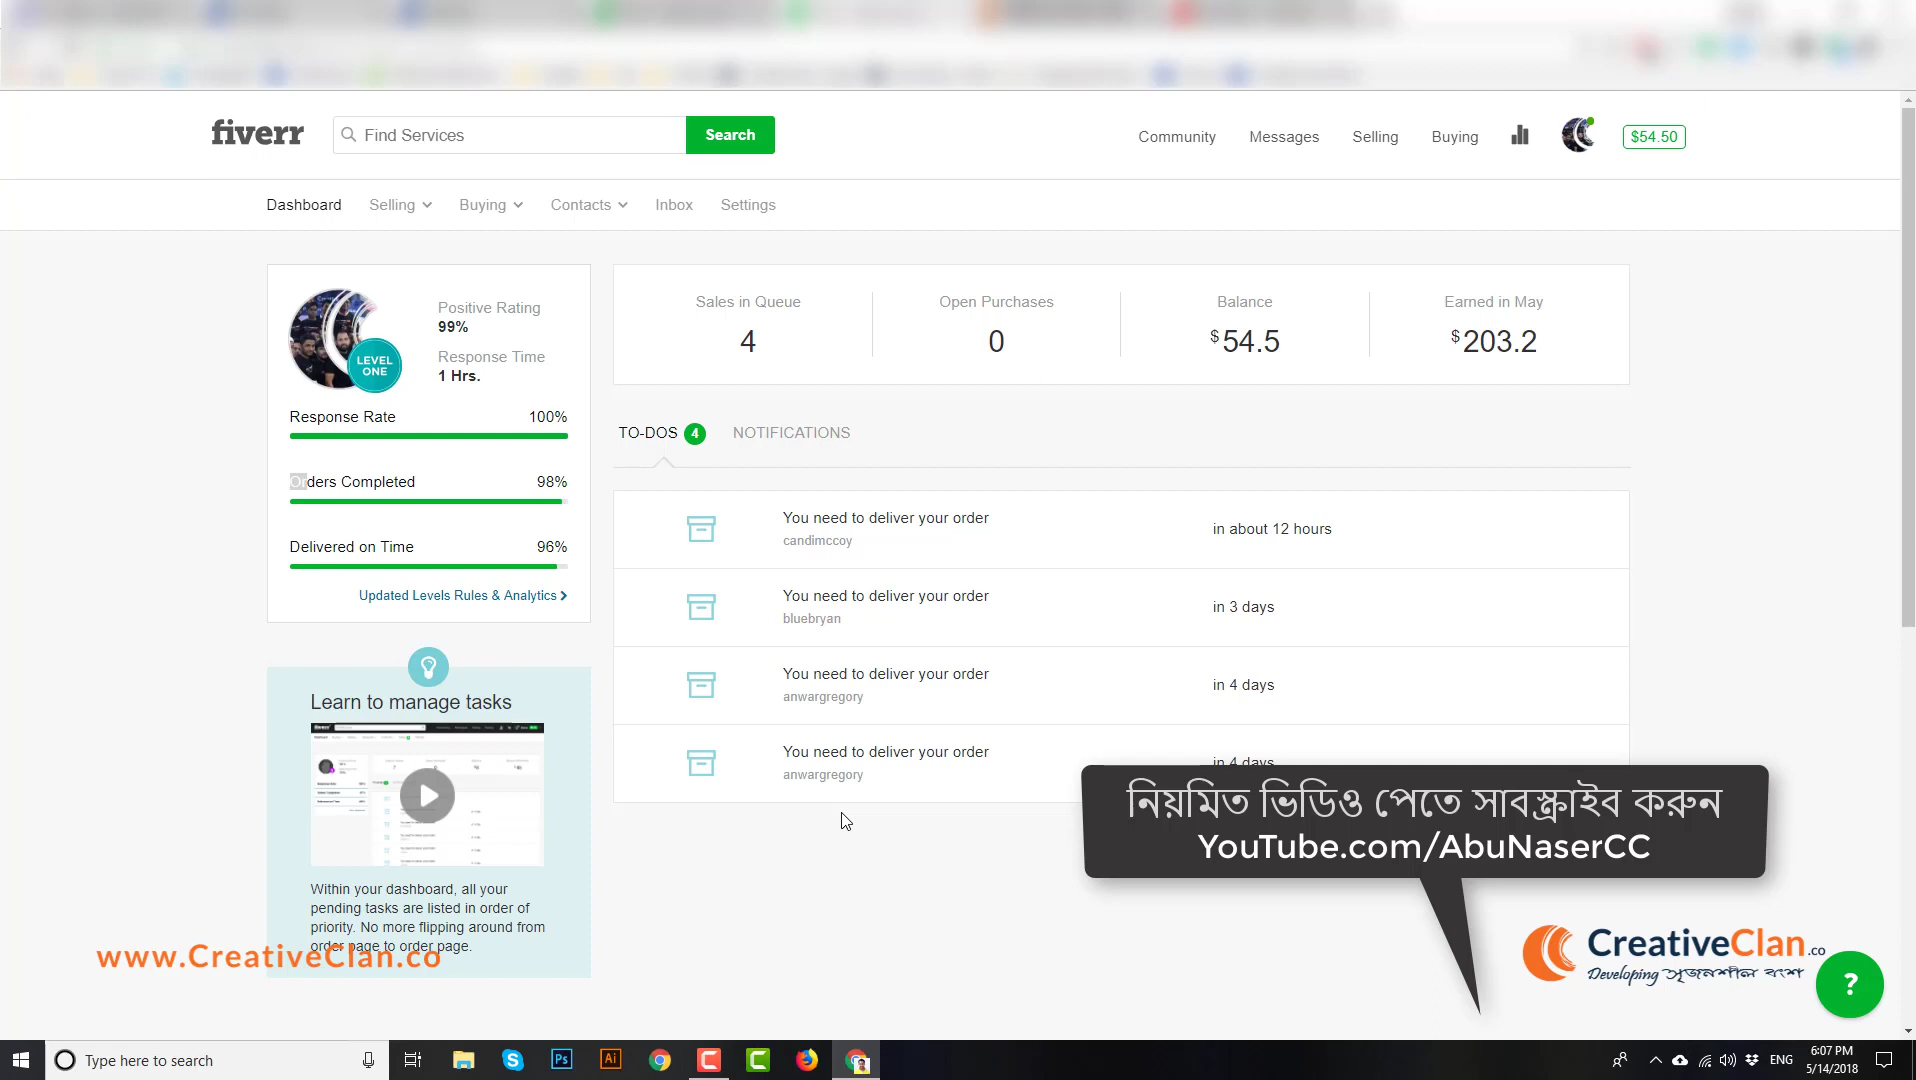 fiverr
Find Services
Search
Community
Messages
Selling
Buying
$54.50
Dashboard
Selling
Buying
Contacts
Inbox
Settings
LEVEL
ONE
Positive Rating
99%
Response Time
1 Hrs.
Response Rate 100%
Orders Completed 98%
Delivered on Time 96%
Updated Levels Rules & Analytics
Sales in Queue
4
Open Purchases
0
Balance
$54.5
Earned in May
$203.2
TO-DOS 4
NOTIFICATIONS
You need to deliver your order
candimccoy
in about 12 hours
You need to deliver your order
bluebryan
in 3 days
You need to deliver your order
anwargregory
in 4 days
You need to deliver your order
anwargregory
in 4 days
Learn to manage tasks
Within your dashboard, all your
pending tasks are listed in order of
priority. No more flipping around from
order page to order page.
www.CreativeClan.co
নিয়মিত ভিডিও পেতে সাবস্ক্রাইব করুন
YouTube.com/AbuNaserCC
CreativeClan.co
Developing সৃজনশীল বংশ
?
Type here to search
Ps
Ai
ENG
6:07 PM
5/14/2018